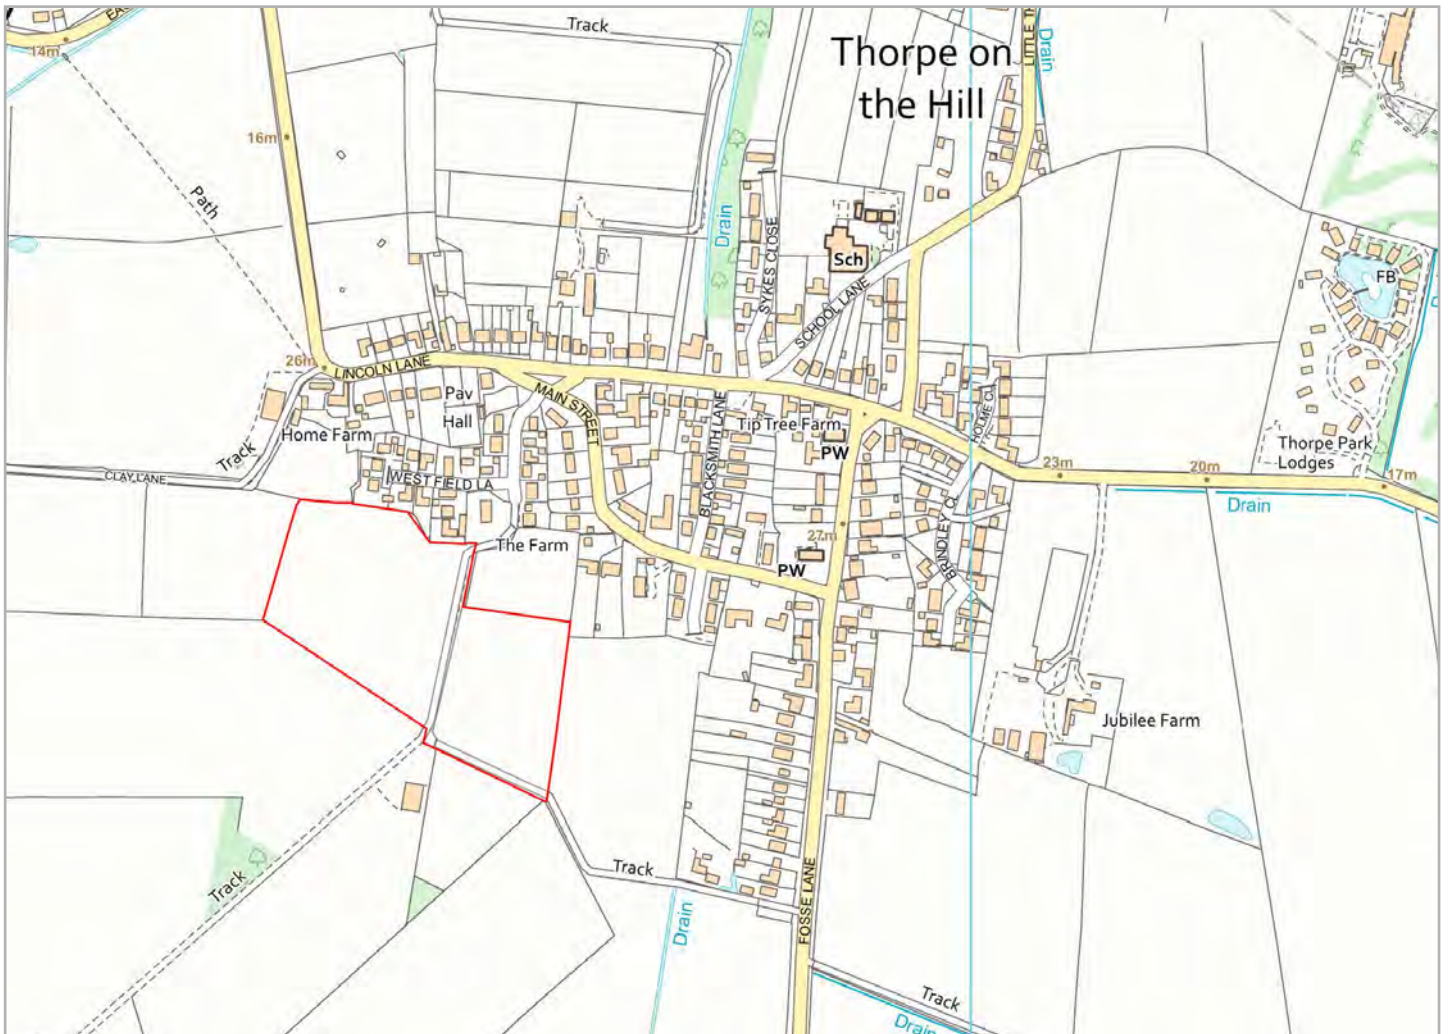 Track
Thorpe on
the Hill
Drain
14m
16m
Path
Drain
SYKES CLOSE
Sch
SCHOOL LANE
FB
26m
LINCOLN LANE
MAIN STREET
Pav
Hall
BLACKSMITH LANE
Tip Tree Farm
PW
HOLME CL
Home Farm
Track
CLAY LANE
WEST FIELD LA
Thorpe Park
Lodges
23m
20m
17m
Drain
The Farm
27m
PW
BRINDLEY CL
Jubilee Farm
Track
Track
FOSSE LANE
Drain
Track
Drain